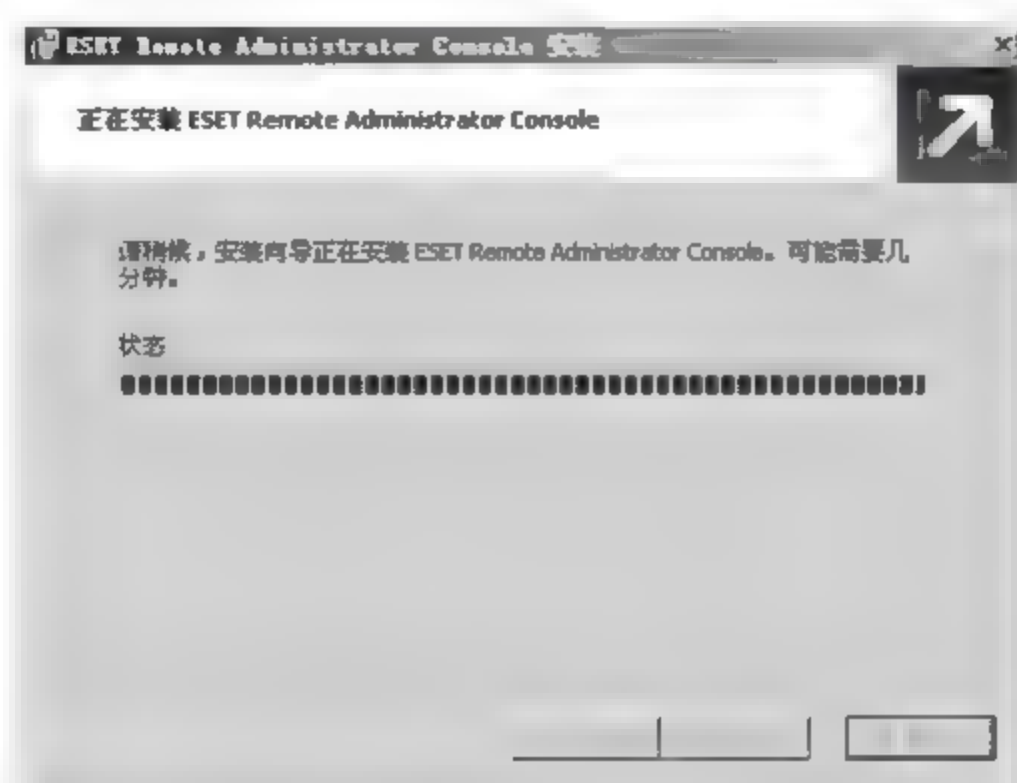 ESET Remote Administrator Console 安装
正在安装 ESET Remote Administrator Console
请稍候，安装向导正在安装 ESET Remote Administrator Console。可能需要几
分钟。
状态